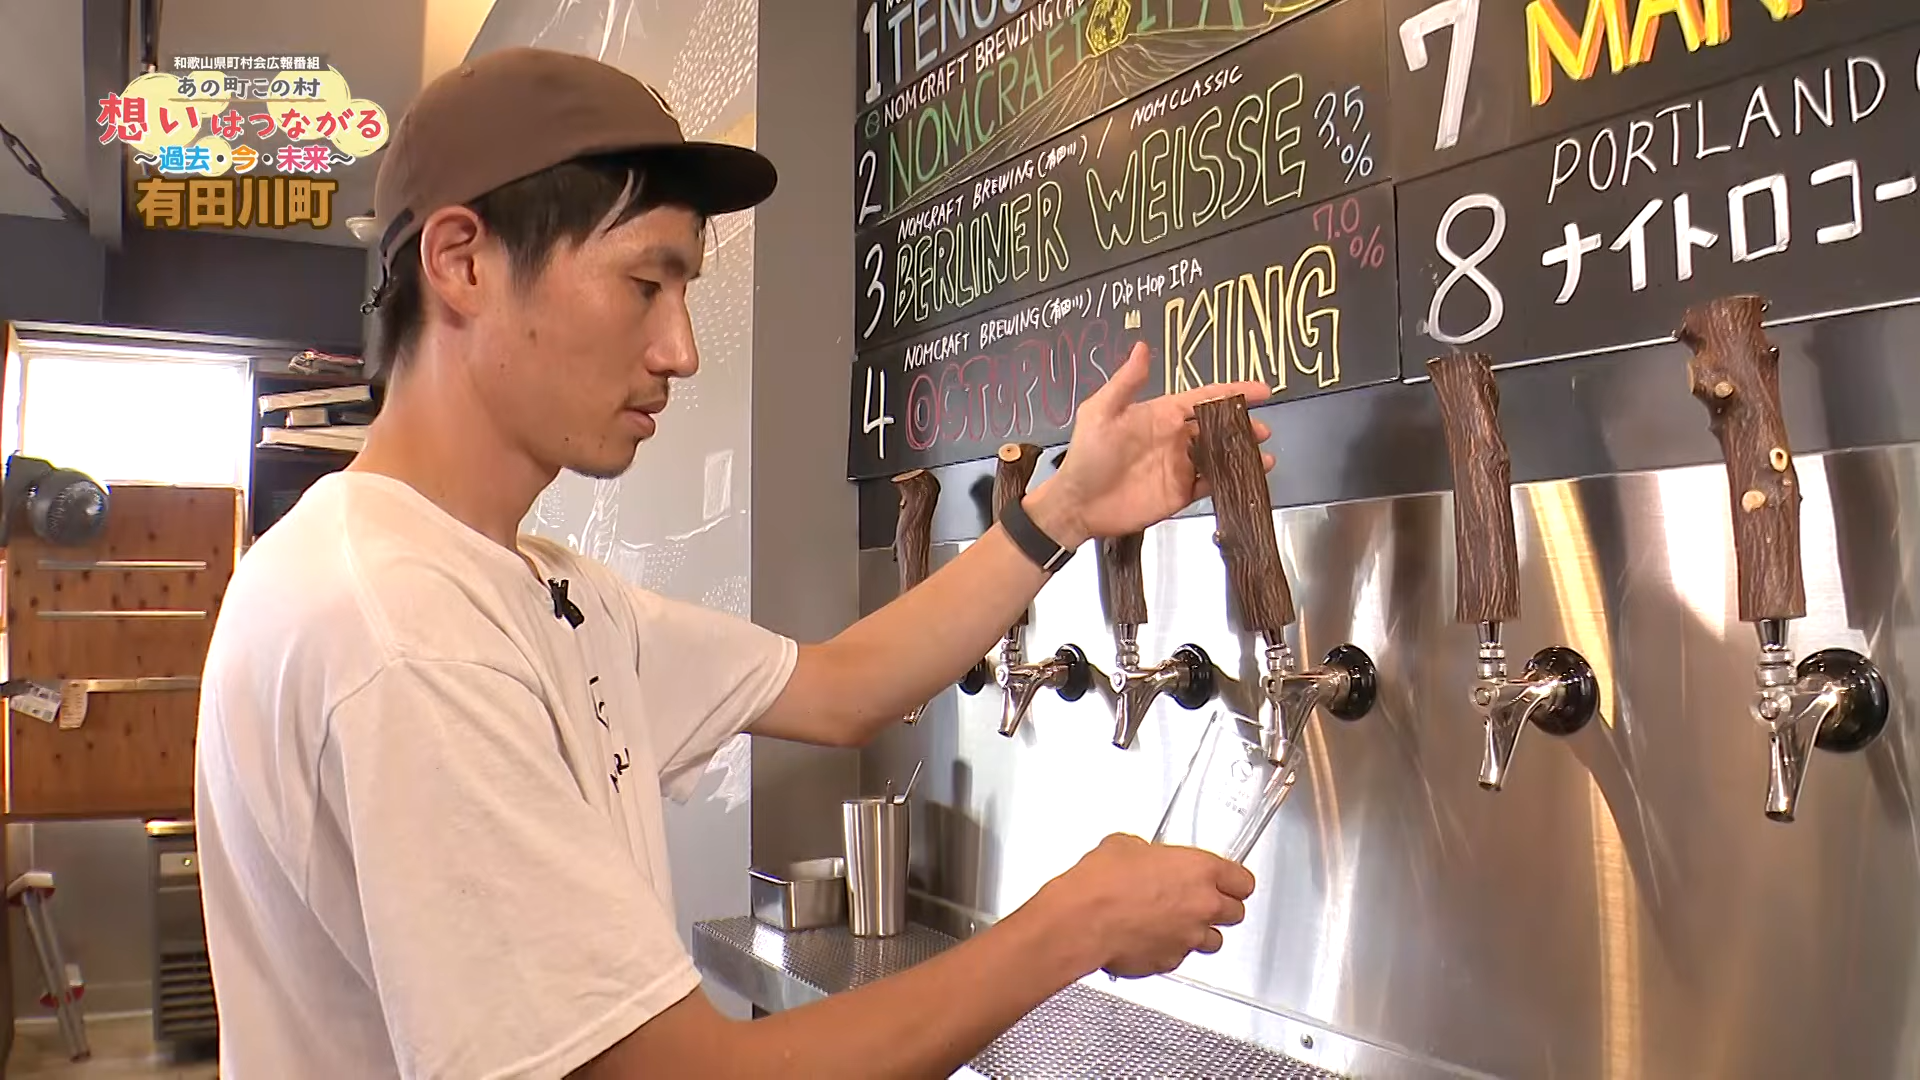 和歌山県町村会広報番組
あの町この村
想いはつながる
～過去・今・未来～
有田川町
1
2
NOMCRAFT BREWING
NOMCRAFT IPA
3
NOMCRAFT BREWING (有田川) / NOMCLASSIC
BERLINER WEISSE
3.5
%
4
NOMCRAFT BREWING (有田川) / Dip Hop IPA
OCTUPUS KING
7.0
%
7
8
PORTLAND
ナイトロコー